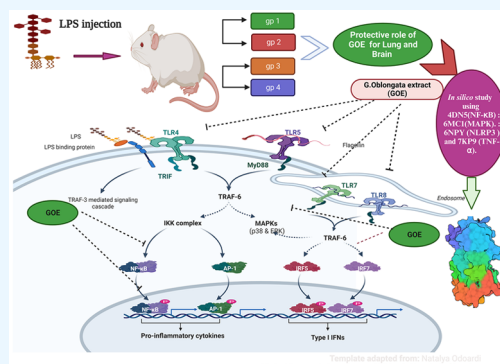 LPS injection
gp 1
gp 2
gp 3
gp 4
Protective role of
GOE for Lung and
Brain
G.Oblongata extract
(GOE)
In silico study
using
4DN5(NF-κB) :
6MC1(MAPK). :
6NPY (NLRP3 )
and 7KP9 (TNF-
α).
LPS
LPS binding protein
TLR4
TRIF
TLR5
Flagellin
MyD88
TLR7
TLR8
Endosome
TRAF-3 mediated signaling
cascade
TRAF-6
GOE
IKK complex
MAPKs
(p38 & ERK)
TRAF-6
GOE
NF-κB
AP-1
IRF5
IRF7
NF-κB
AP-1
IRF5
IRF7
Pro-inflammatory cytokines
Type I IFNs
Template adapted from: Natalya Odoardi